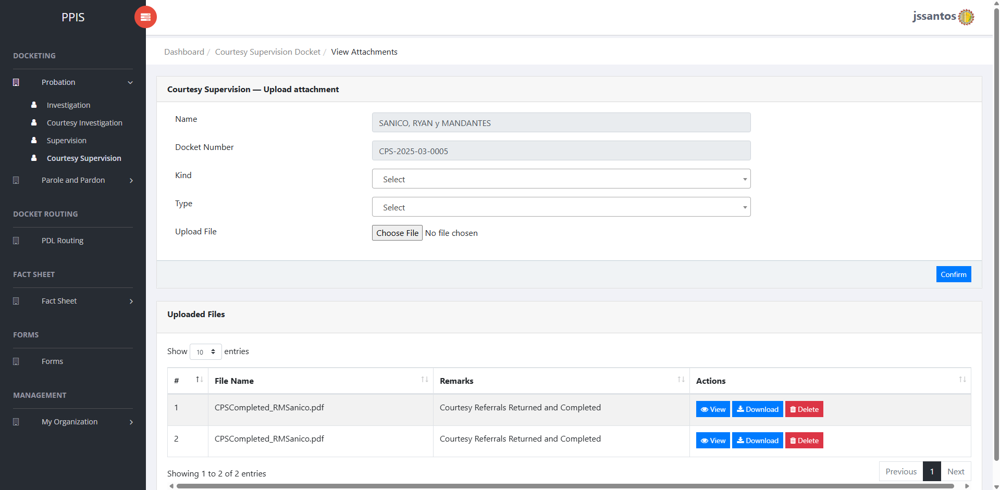 PPIS
jssantos
DOCKETING
Probation
Investigation
Courtesy Investigation
Supervision
Courtesy Supervision
Parole and Pardon
DOCKET ROUTING
PDL Routing
FACT SHEET
Fact Sheet
FORMS
Forms
MANAGEMENT
My Organization
Dashboard / Courtesy Supervision Docket / View Attachments
Courtesy Supervision — Upload attachment
Name SANICO, RYAN y MANDANTES
Docket Number CPS-2025-03-0005
Kind Select
Type Select
Upload File Choose File No file chosen
Confirm
Uploaded Files
Show 10 entries
# File Name Remarks Actions
1 CPSCompleted_RMSanico.pdf Courtesy Referrals Returned and Completed View Download Delete
2 CPSCompleted_RMSanico.pdf Courtesy Referrals Returned and Completed View Download Delete
Showing 1 to 2 of 2 entries
Previous 1 Next